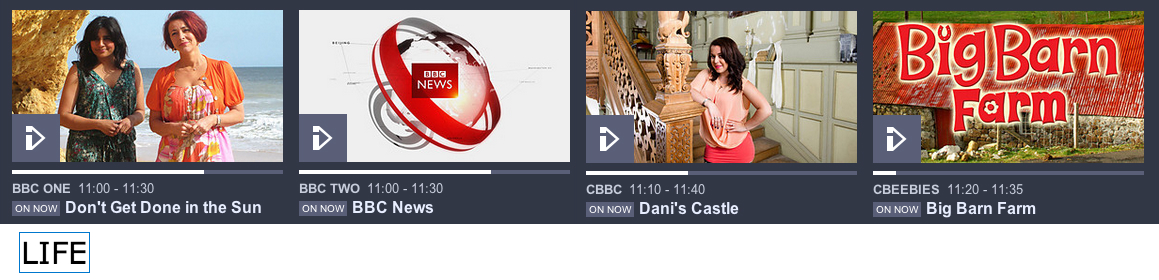 BEIJING
BBC
NEWS
Big Barn
Farm
BBC ONE 11:00 - 11:30
ON NOW Don't Get Done in the Sun
BBC TWO 11:00 - 11:30
ON NOW BBC News
CBBC 11:10 - 11:40
ON NOW Dani's Castle
CBEEBIES 11:20 - 11:35
ON NOW Big Barn Farm
LIFE